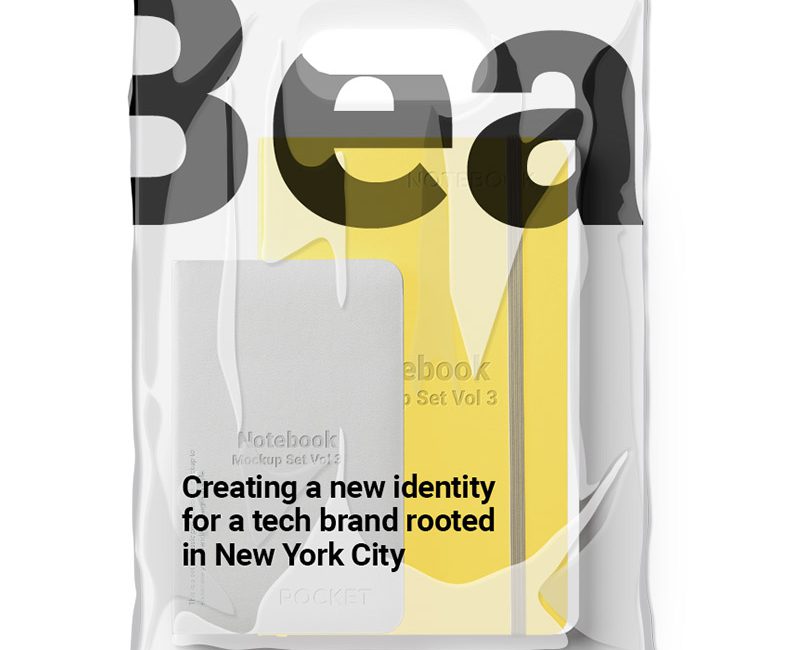 Bea
NOTEBOO
ebook
p Set Vol 3
Notebook
Mockup Set Vol 3
Creating a new identity
for a tech brand rooted
in New York City
POCKET